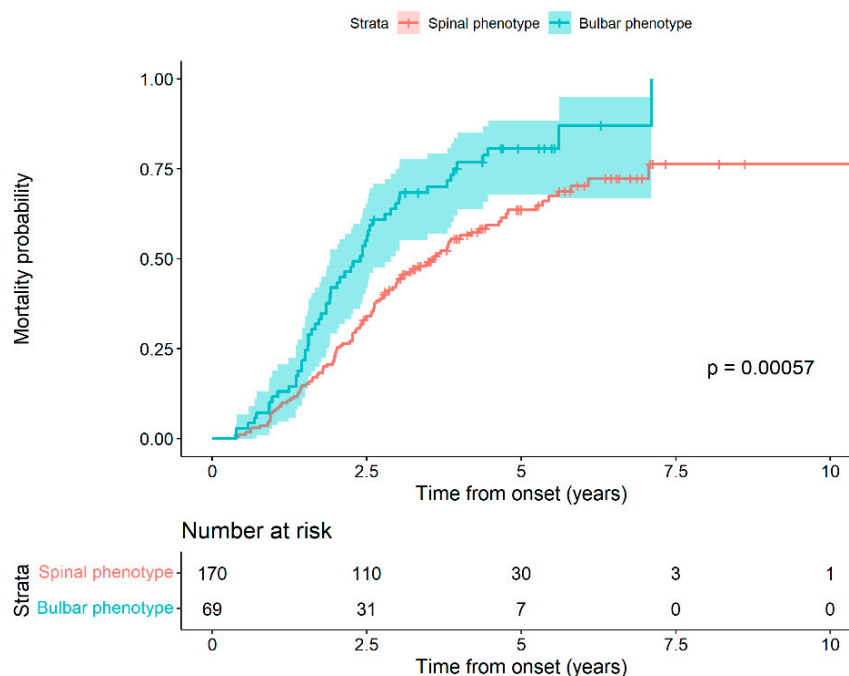 Strata Spinal phenotype Bulbar phenotype
Mortality probability
1.00
0.75
0.50
0.25
0.00
p = 0.00057
0 2.5 5 7.5 10
Time from onset (years)
Number at risk
Strata
Spinal phenotype 170 110 30 3 1
Bulbar phenotype 69 31 7 0 0
0 2.5 5 7.5 10
Time from onset (years)